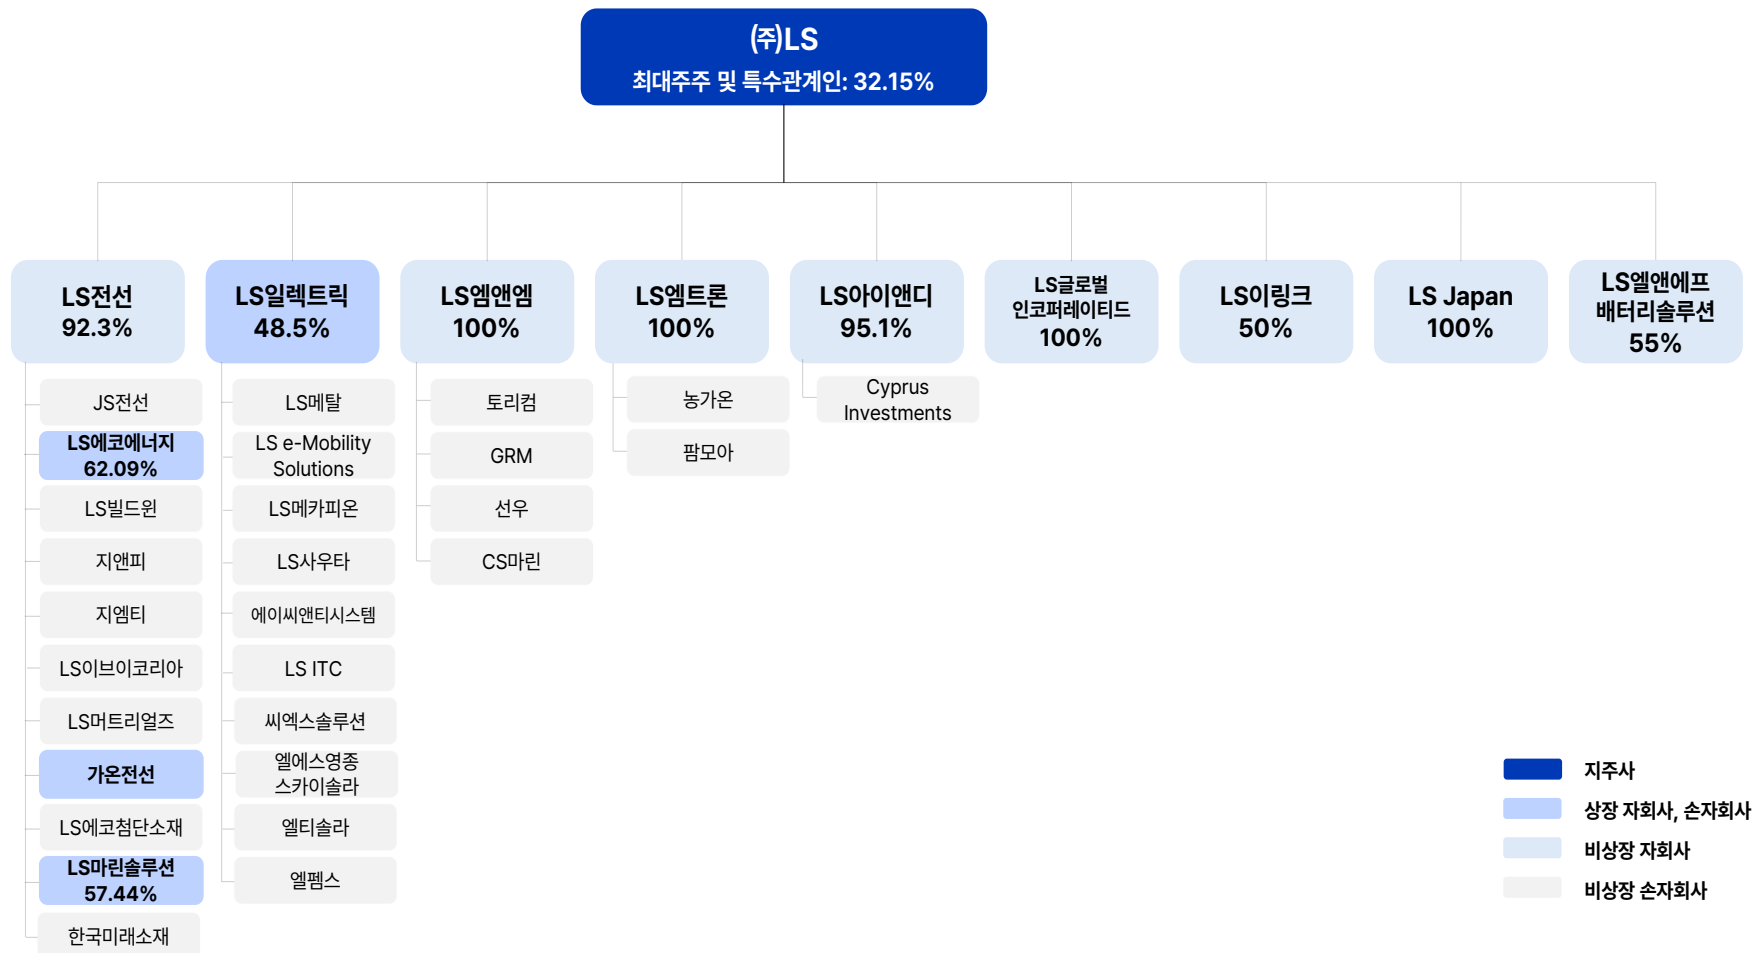 ㈜LS
최대주주 및 특수관계인: 32.15%
LS전선
92.3%
LS일렉트릭
48.5%
LS엠앤엠
100%
LS엠트론
100%
LS아이앤디
95.1%
LS글로벌
인코퍼레이티드
100%
LS이링크
50%
LS Japan
100%
LS엘앤에프
배터리솔루션
55%
JS전선
LS에코에너지
62.09%
LS빌드윈
지앤피
지엠티
LS이브이코리아
LS머트리얼즈
가온전선
LS에코첨단소재
LS마린솔루션
57.44%
한국미래소재
LS메탈
LS e-Mobility
Solutions
LS메카피온
LS사우타
에이씨앤티시스템
LS ITC
씨엑스솔루션
엘에스영종
스카이솔라
엘티솔라
엘펨스
토리컴
GRM
선우
CS마린
농가온
팜모아
Cyprus
Investments
지주사
상장 자회사, 손자회사
비상장 자회사
비상장 손자회사